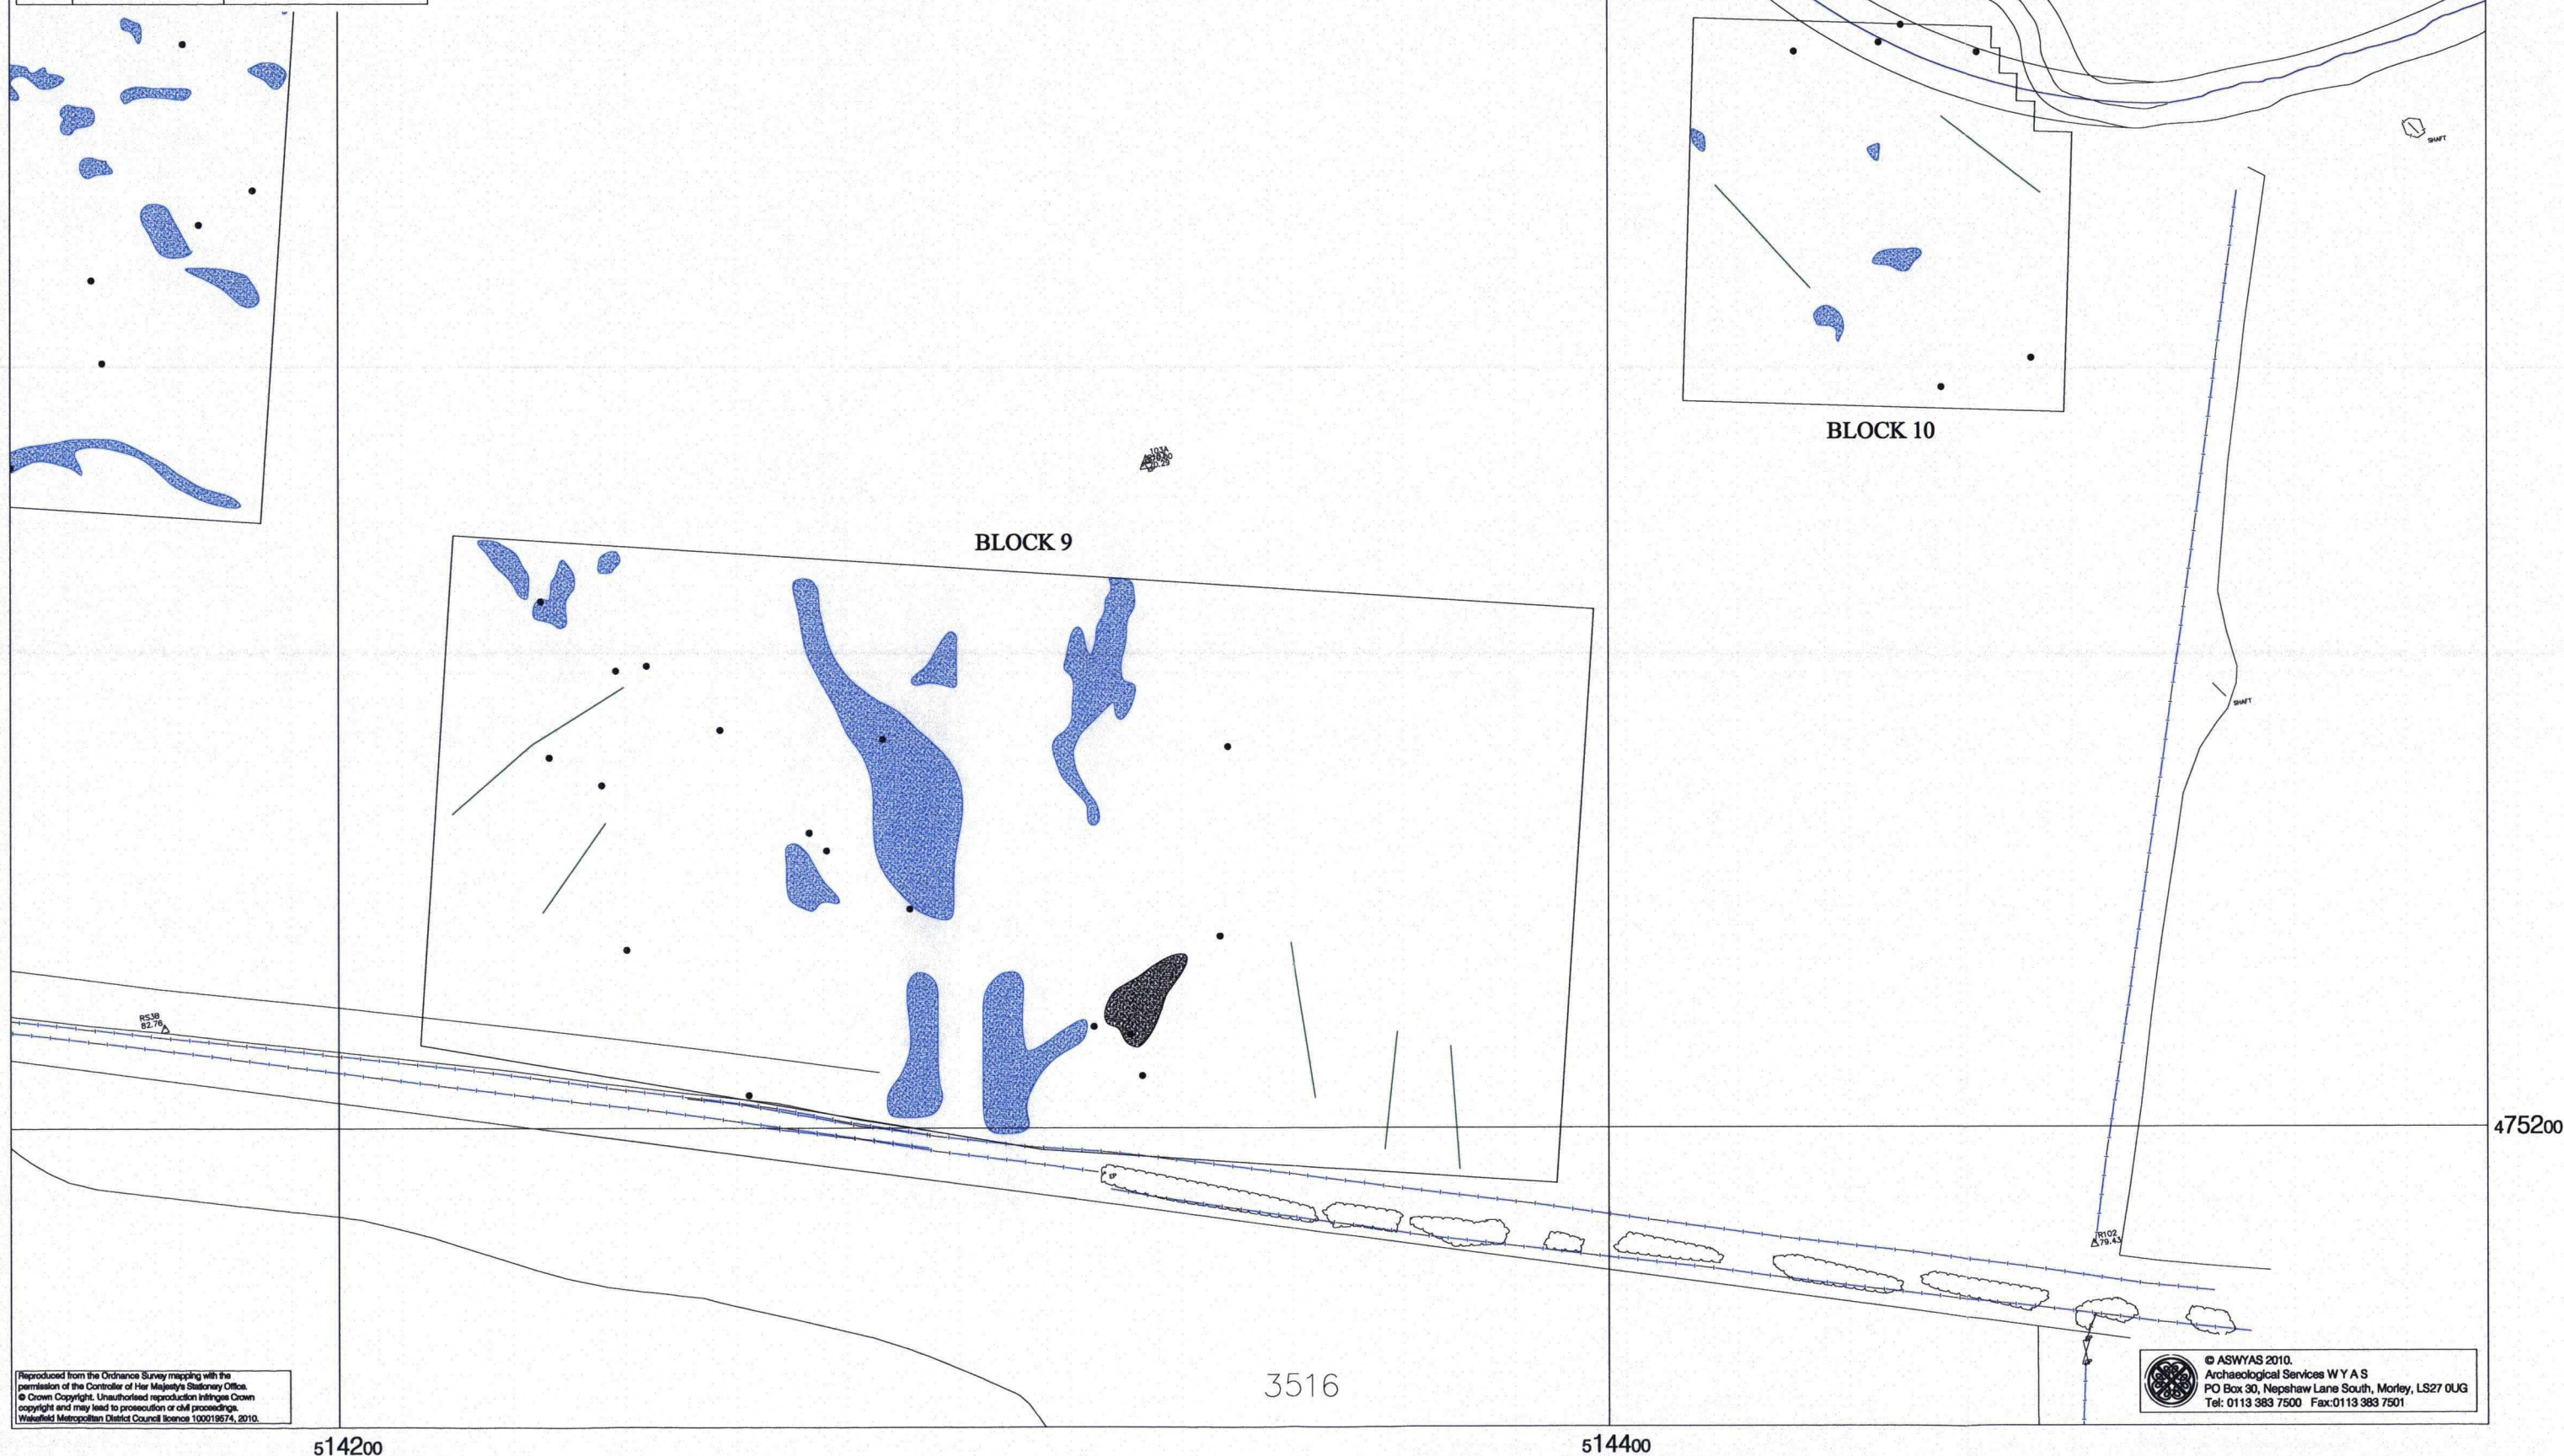 SHAFT
BLOCK 10
103A
BLOCK 9
SHAFT
RS38
82.76
475200
EP
R102
79.43
3516
Reproduced from the Ordnance Survey mapping with the
permission of the Controller of Her Majesty's Stationery Office.
© Crown Copyright. Unauthorised reproduction infringes Crown
copyright and may lead to prosecution or civil proceedings.
Wakefield Metropolitan District Council licence 100019574, 2010.
© ASWYAS 2010.
Archaeological Services W Y A S
PO Box 30, Nepshaw Lane South, Morley, LS27 0UG
Tel: 0113 383 7500 Fax:0113 383 7501
514200
514400